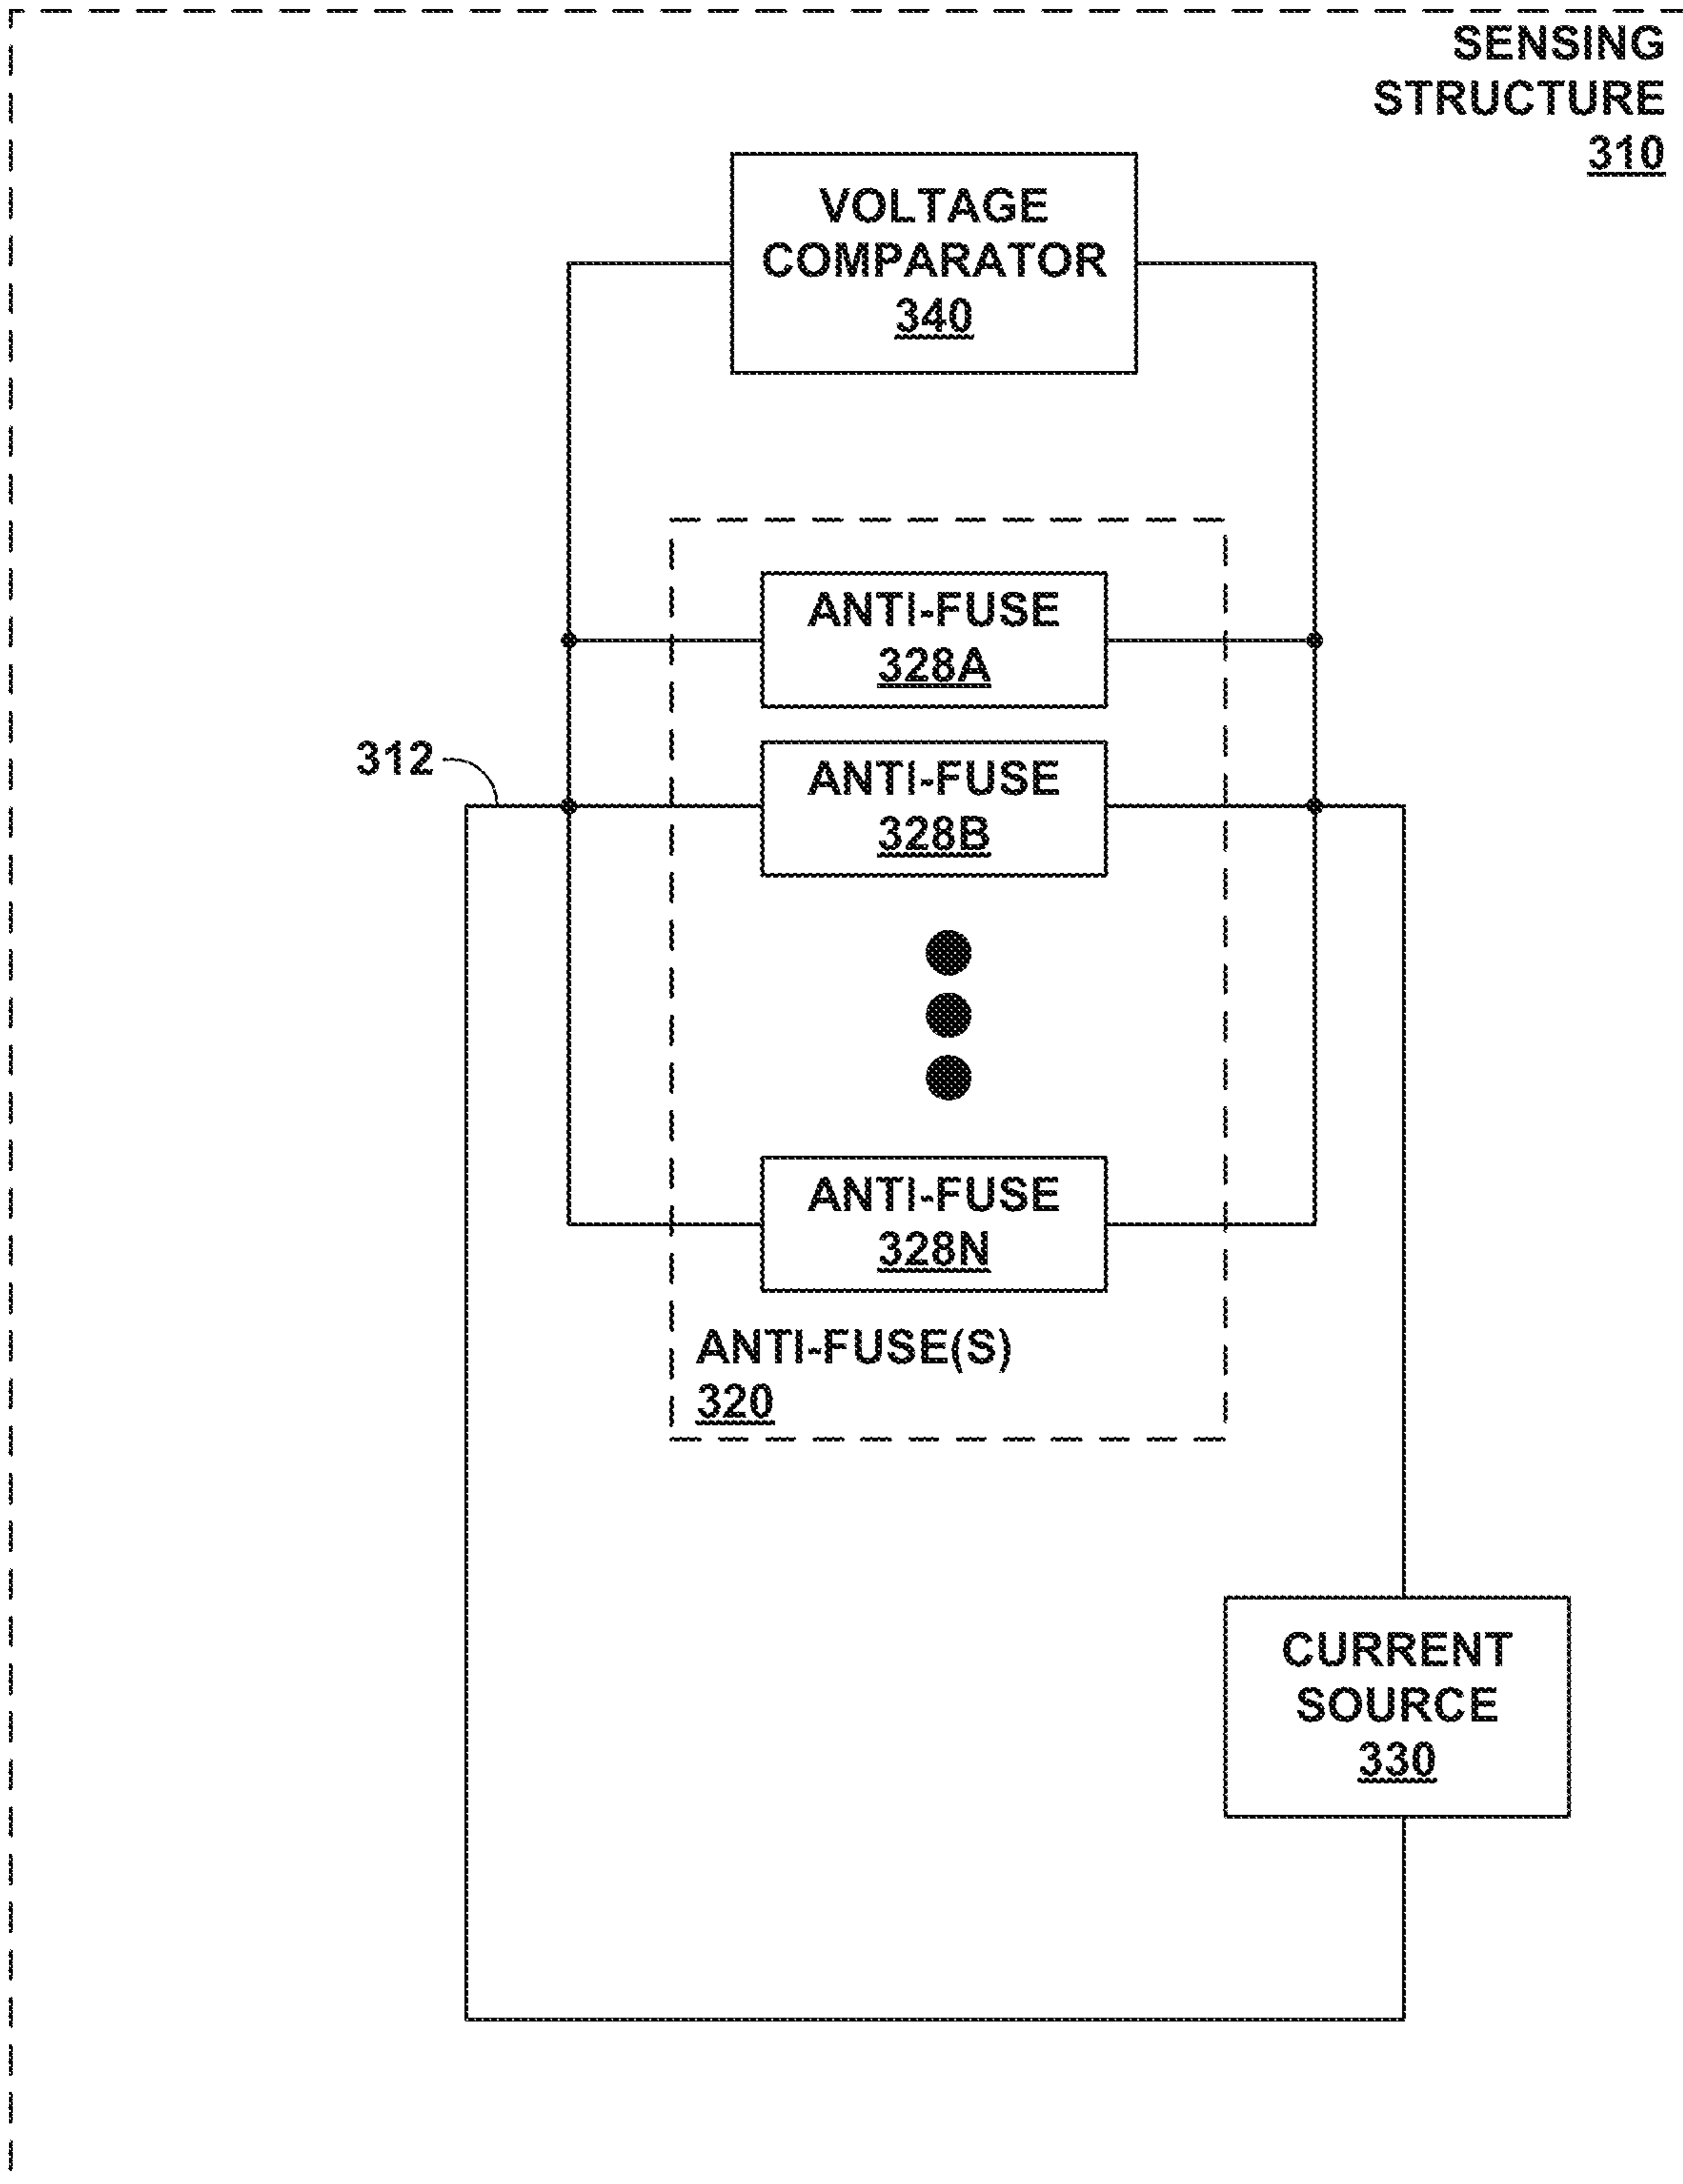 SENSING
STRUCTURE
310
VOLTAGE
COMPARATOR
340
ANTI-FUSE
328A
312
ANTI-FUSE
328B
ANTI-FUSE
328N
ANTI-FUSE(S)
320
CURRENT
SOURCE
330